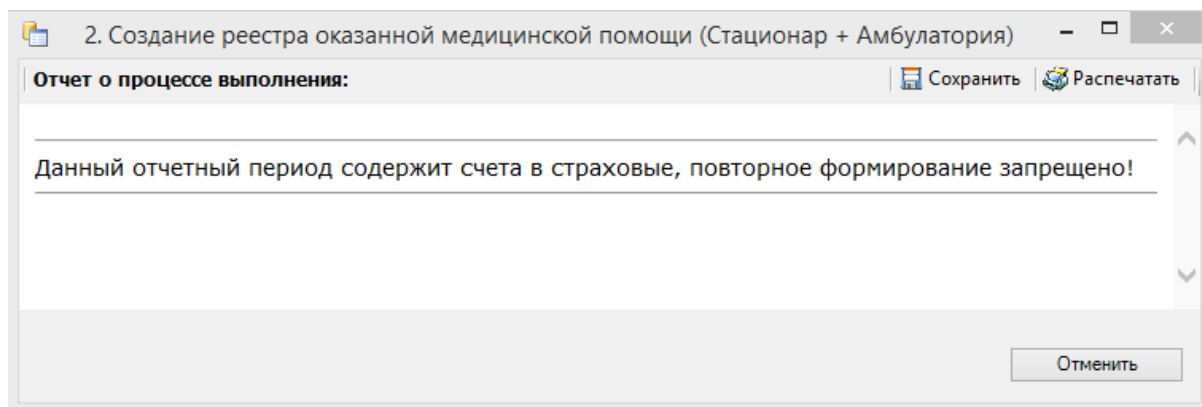 2. Создание реестра оказанной медицинской помощи (Стационар + Амбулатория)
Отчет о процессе выполнения: Сохранить Распечатать
Данный отчетный период содержит счета в страховые, повторное формирование запрещено!
Отменить